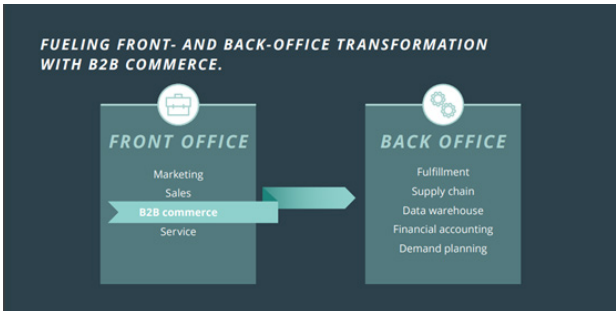 FUELING FRONT- AND BACK-OFFICE TRANSFORMATION
WITH B2B COMMERCE.
FRONT OFFICE
Marketing
Sales
B2B commerce
Service
BACK OFFICE
Fulfillment
Supply chain
Data warehouse
Financial accounting
Demand planning